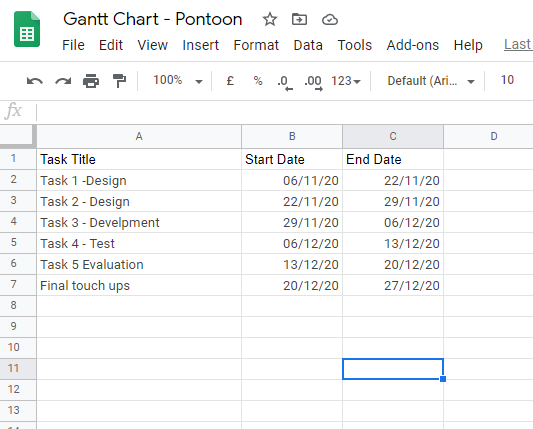 Gantt Chart - Pontoon
File Edit View Insert Format Data Tools Add-ons Help Last
100% £ % .0 .00 123 Default (Ari... 10
fx
A B C D
1 Task Title Start Date End Date
2 Task 1 -Design 06/11/20 22/11/20
3 Task 2 - Design 22/11/20 29/11/20
4 Task 3 - Develpment 29/11/20 06/12/20
5 Task 4 - Test 06/12/20 13/12/20
6 Task 5 Evaluation 13/12/20 20/12/20
7 Final touch ups 20/12/20 27/12/20
8
9
10
11
12
13